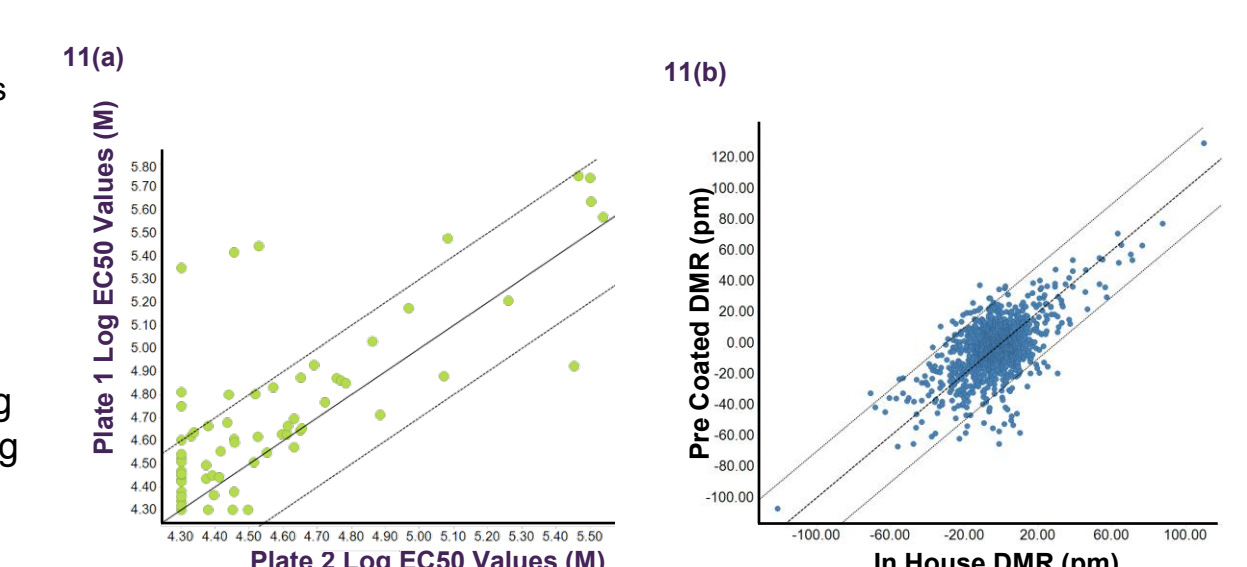 11(a)
11(b)
s
g
g
Plate 1 Log EC50 Values (M)
5.80
5.70
5.60
5.50
5.40
5.30
5.20
5.10
5.00
4.90
4.80
4.70
4.60
4.50
4.40
4.30
4.30 4.40 4.50 4.60 4.70 4.80 4.90 5.00 5.10 5.20 5.30 5.40 5.50
Plate 2 Log EC50 Values (M)
Pre Coated DMR (pm)
120.00
100.00
80.00
60.00
40.00
20.00
0.00
-20.00
-40.00
-60.00
-80.00
-100.00
-100.00 -60.00 -20.00 20.00 60.00 100.00
In House DMR (pm)